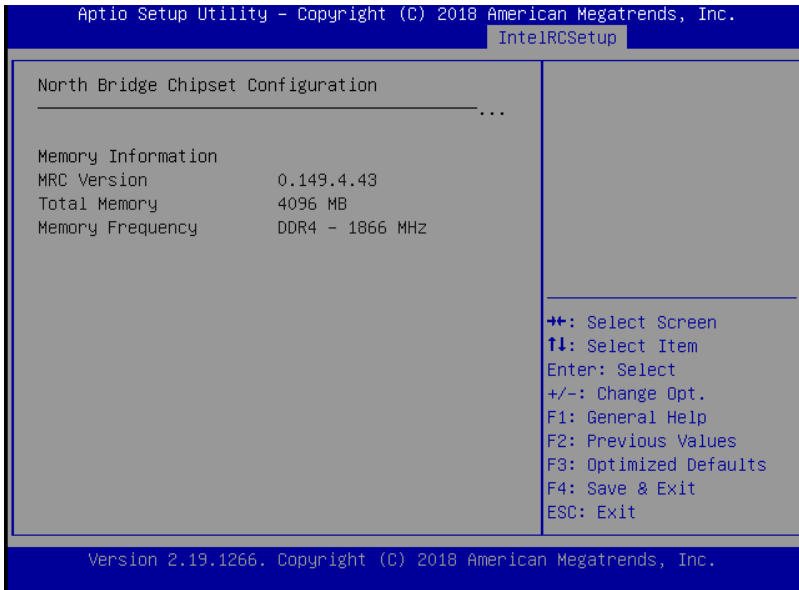 Aptio Setup Utility – Copyright (C) 2018 American Megatrends, Inc.
IntelRCSetup
North Bridge Chipset Configuration
...
Memory Information
MRC Version 0.149.4.43
Total Memory 4096 MB
Memory Frequency DDR4 – 1866 MHz
→←: Select Screen
↑↓: Select Item
Enter: Select
+/-: Change Opt.
F1: General Help
F2: Previous Values
F3: Optimized Defaults
F4: Save & Exit
ESC: Exit
Version 2.19.1266. Copyright (C) 2018 American Megatrends, Inc.